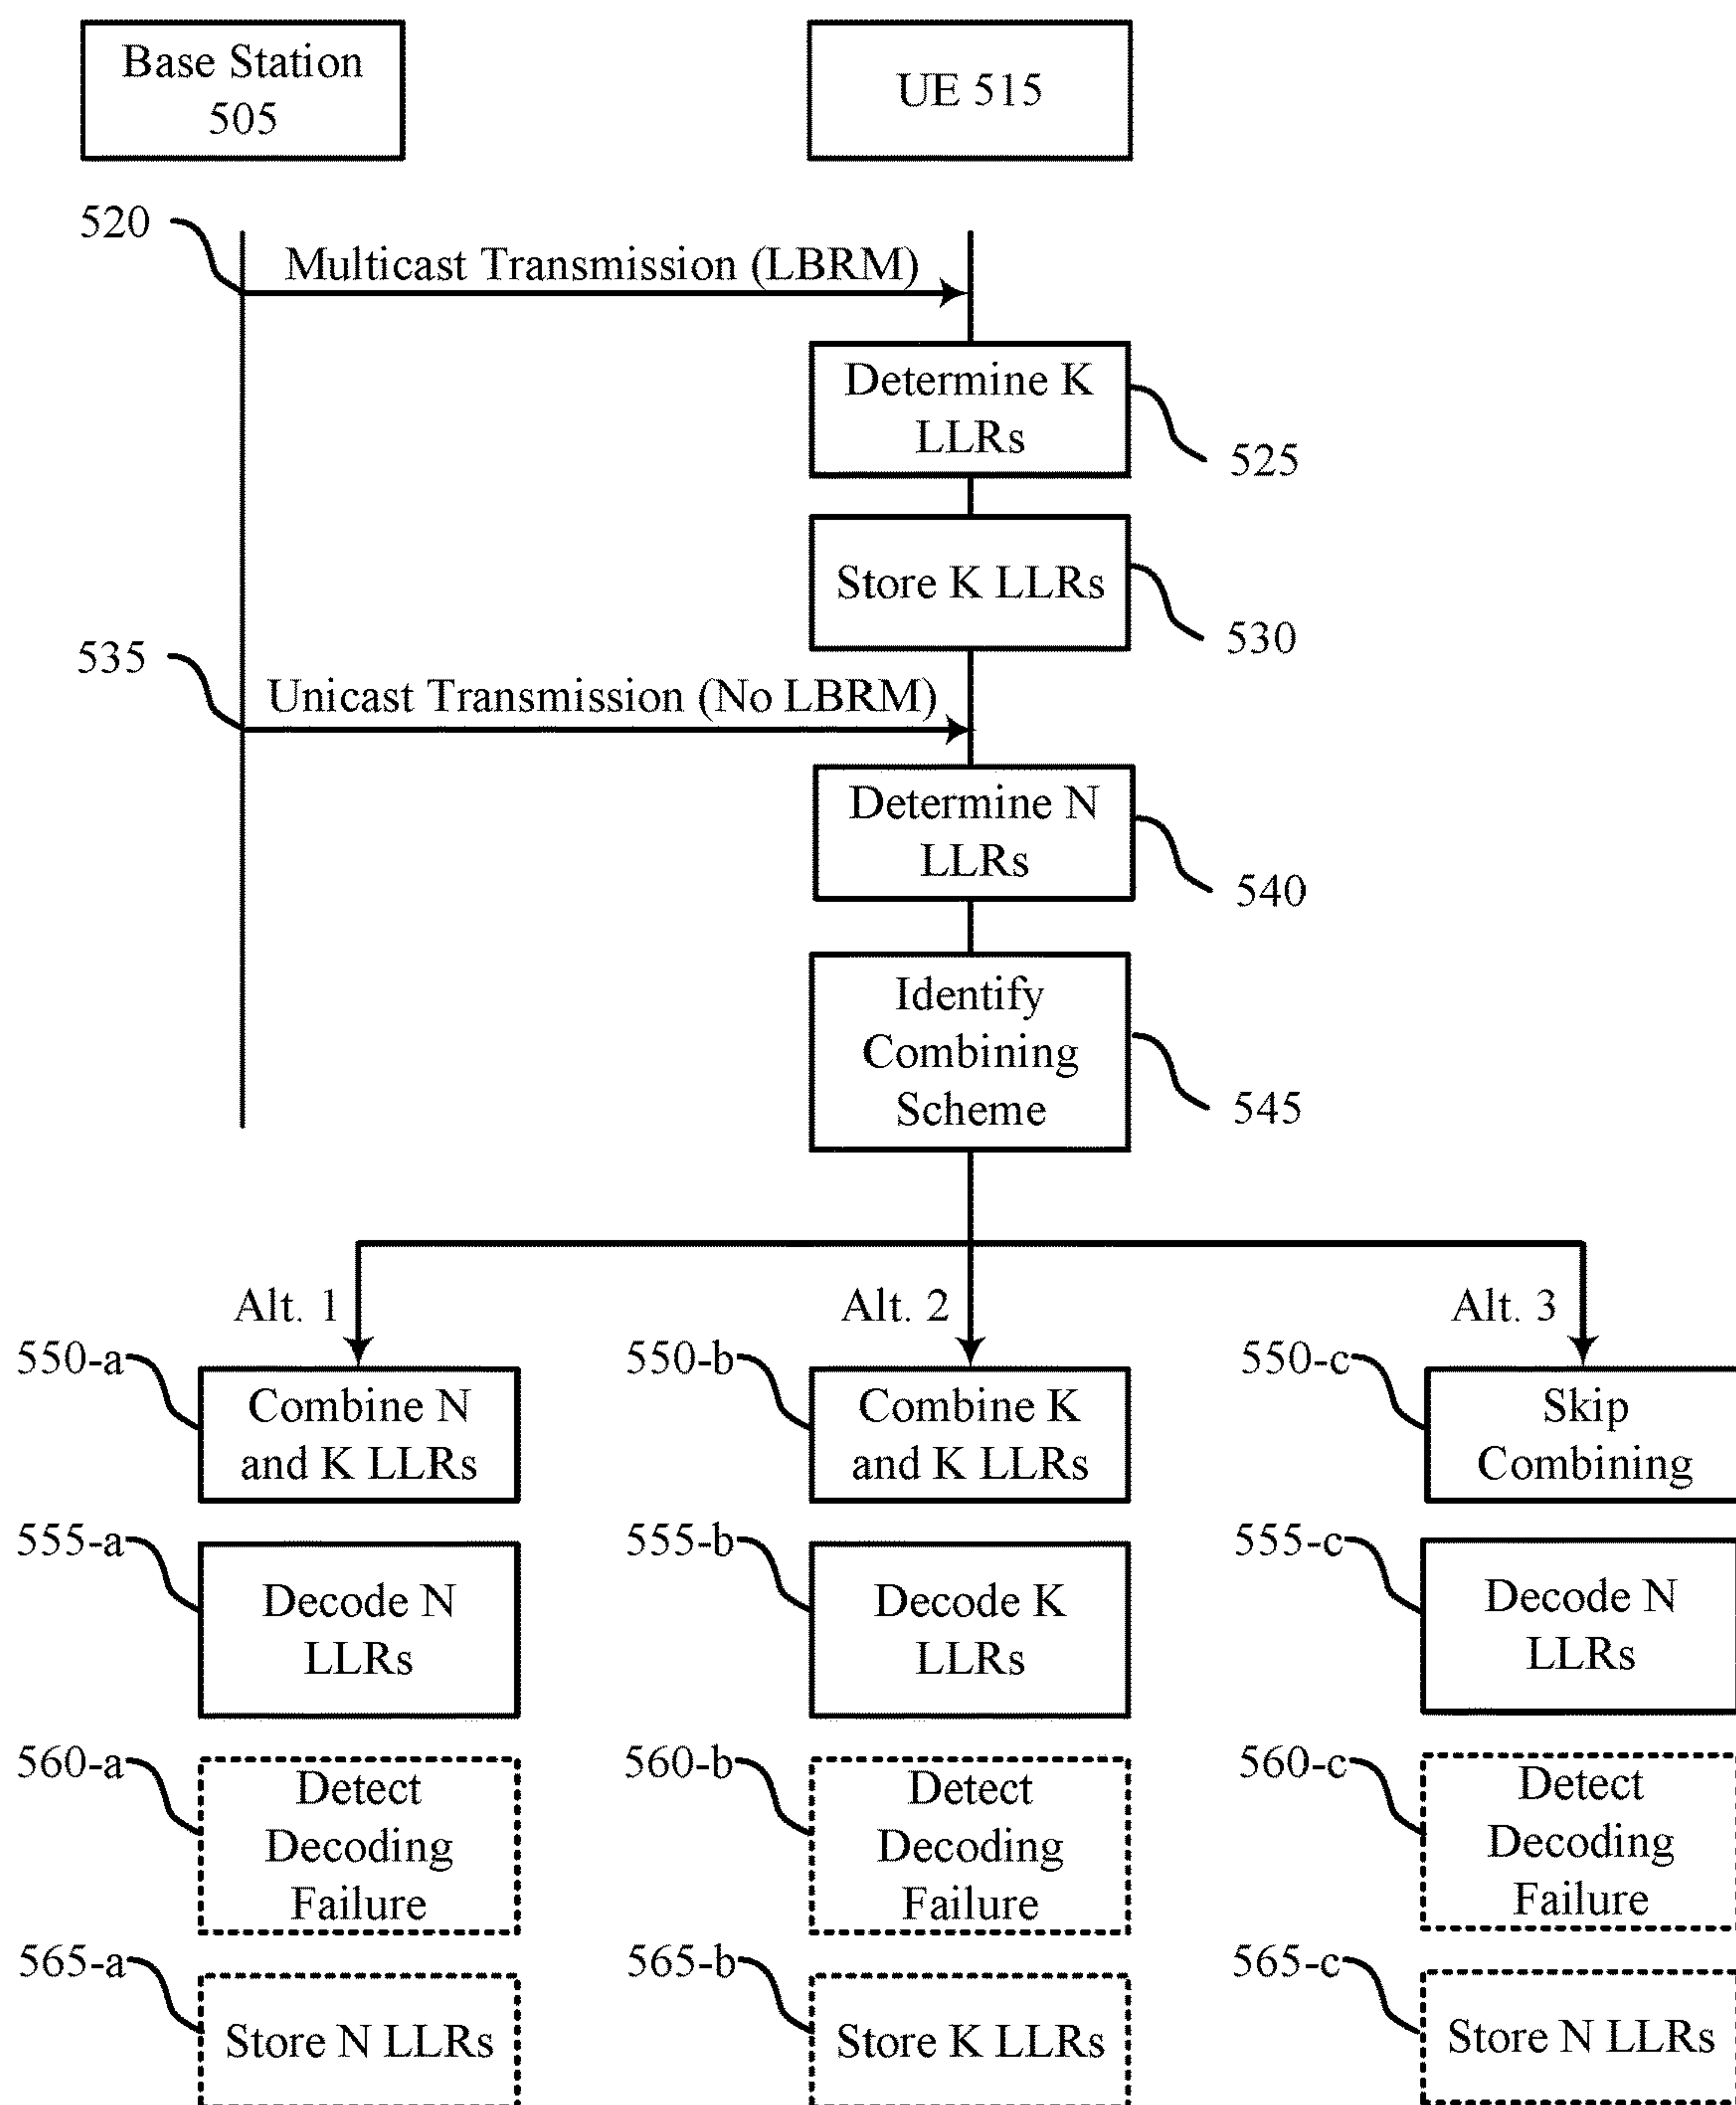 Base Station
505
UE 515
520
Multicast Transmission (LBRM)
Determine K
LLRs
525
Store K LLRs
530
535
Unicast Transmission (No LBRM)
Determine N
LLRs
540
Identify
Combining
Scheme
545
Alt. 1
Alt. 2
Alt. 3
550-a
Combine N
and K LLRs
550-b
Combine K
and K LLRs
550-c
Skip
Combining
555-a
Decode N
LLRs
555-b
Decode K
LLRs
555-c
Decode N
LLRs
560-a
Detect
Decoding
Failure
560-b
Detect
Decoding
Failure
560-c
Detect
Decoding
Failure
565-a
Store N LLRs
565-b
Store K LLRs
565-c
Store N LLRs